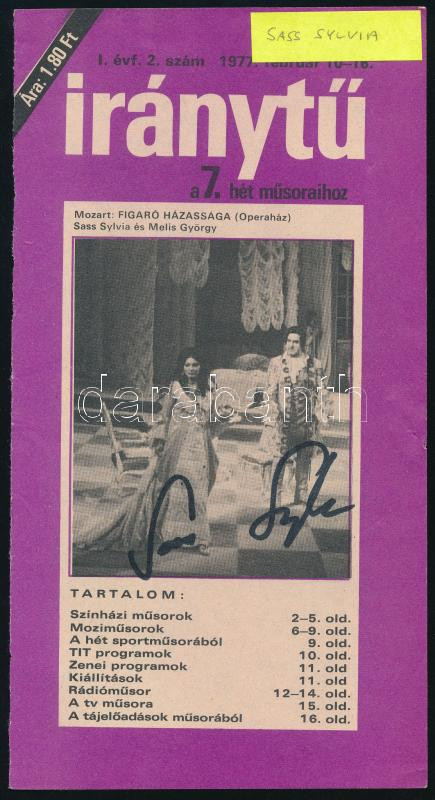 SASS SYLVIA
Ára: 1.80 Ft
I. évf. 2. szám 1977. február 10–16.
iránytű
a 7. hét műsoraihoz
Mozart: FIGARÓ HÁZASSÁGA (Operaház)
Sass Sylvia és Melis György
darabanth
Sass Sylvia
TARTALOM:
Színházi műsorok 2–5. old.
Moziműsorok 6–9. old.
A hét sportműsorából 9. old.
TIT programok 10. old.
Zenei programok 11. old
Kiállítások 11. old
Rádióműsor 12–14. old.
A tv műsora 15. old.
A tájelőadások műsorából 16. old.